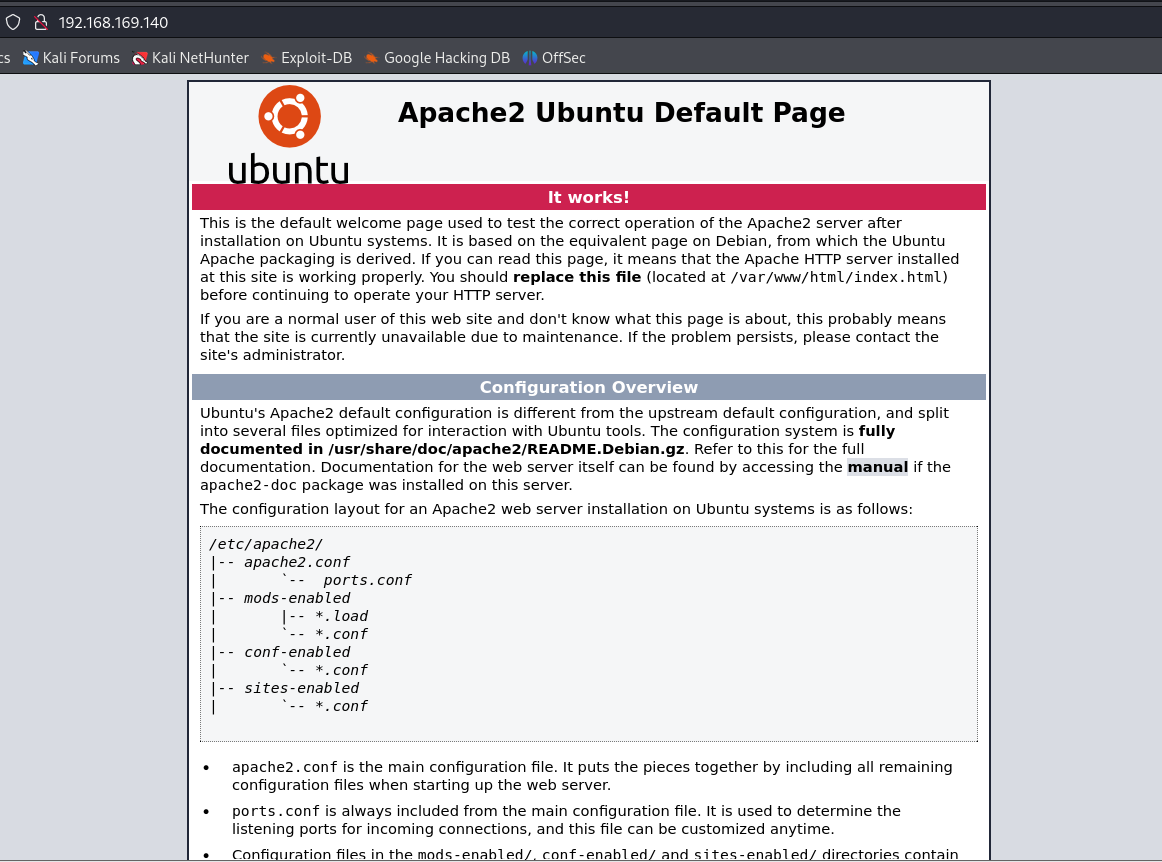 192.168.169.140
cs Kali Forums Kali NetHunter Exploit-DB Google Hacking DB OffSec
ubuntu
Apache2 Ubuntu Default Page
It works!
This is the default welcome page used to test the correct operation of the Apache2 server after
installation on Ubuntu systems. It is based on the equivalent page on Debian, from which the Ubuntu
Apache packaging is derived. If you can read this page, it means that the Apache HTTP server installed
at this site is working properly. You should replace this file (located at /var/www/html/index.html)
before continuing to operate your HTTP server.
If you are a normal user of this web site and don't know what this page is about, this probably means
that the site is currently unavailable due to maintenance. If the problem persists, please contact the
site's administrator.
Configuration Overview
Ubuntu's Apache2 default configuration is different from the upstream default configuration, and split
into several files optimized for interaction with Ubuntu tools. The configuration system is fully
documented in /usr/share/doc/apache2/README.Debian.gz. Refer to this for the full
documentation. Documentation for the web server itself can be found by accessing the manual if the
apache2-doc package was installed on this server.
The configuration layout for an Apache2 web server installation on Ubuntu systems is as follows:
/etc/apache2/
|-- apache2.conf
|       `--  ports.conf
|-- mods-enabled
|       |-- *.load
|       `-- *.conf
|-- conf-enabled
|       `-- *.conf
|-- sites-enabled
|       `-- *.conf
• apache2.conf is the main configuration file. It puts the pieces together by including all remaining
configuration files when starting up the web server.
• ports.conf is always included from the main configuration file. It is used to determine the
listening ports for incoming connections, and this file can be customized anytime.
• Configuration files in the mods-enabled/, conf-enabled/ and sites-enabled/ directories contain